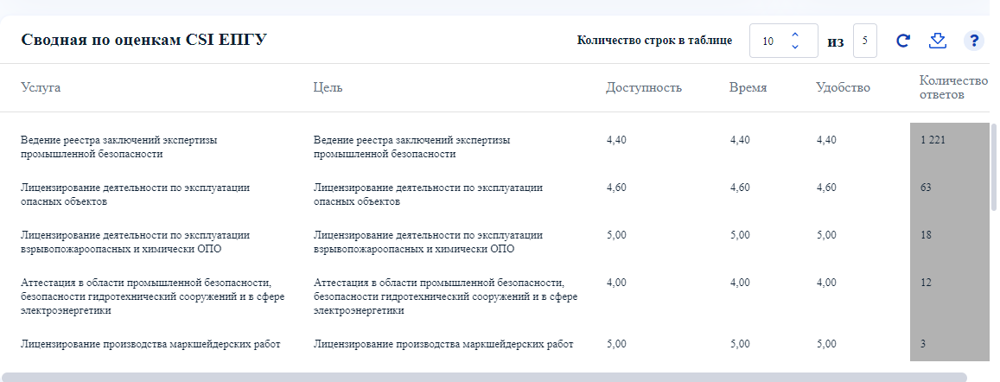 Сводная по оценкам CSI ЕПГУ
Количество строк в таблице 10 из 5 ?
Услуга Цель Доступность Время Удобство Количество ответов
Ведение реестра заключений экспертизы
промышленной безопасности
Ведение реестра заключений экспертизы
промышленной безопасности
4,40 4,40 4,40 1 221
Лицензирование деятельности по эксплуатации
опасных объектов
Лицензирование деятельности по эксплуатации
опасных объектов
4,60 4,60 4,60 63
Лицензирование деятельности по эксплуатации
взрывопожароопасных и химически ОПО
Лицензирование деятельности по эксплуатации
взрывопожароопасных и химически ОПО
5,00 5,00 5,00 18
Аттестация в области промышленной безопасности,
безопасности гидротехнический сооружений и в сфере
электроэнергетики
Аттестация в области промышленной безопасности,
безопасности гидротехнический сооружений и в сфере
электроэнергетики
4,00 4,00 4,00 12
Лицензирование производства маркшейдерских работ
Лицензирование производства маркшейдерских работ
5,00 5,00 5,00 3